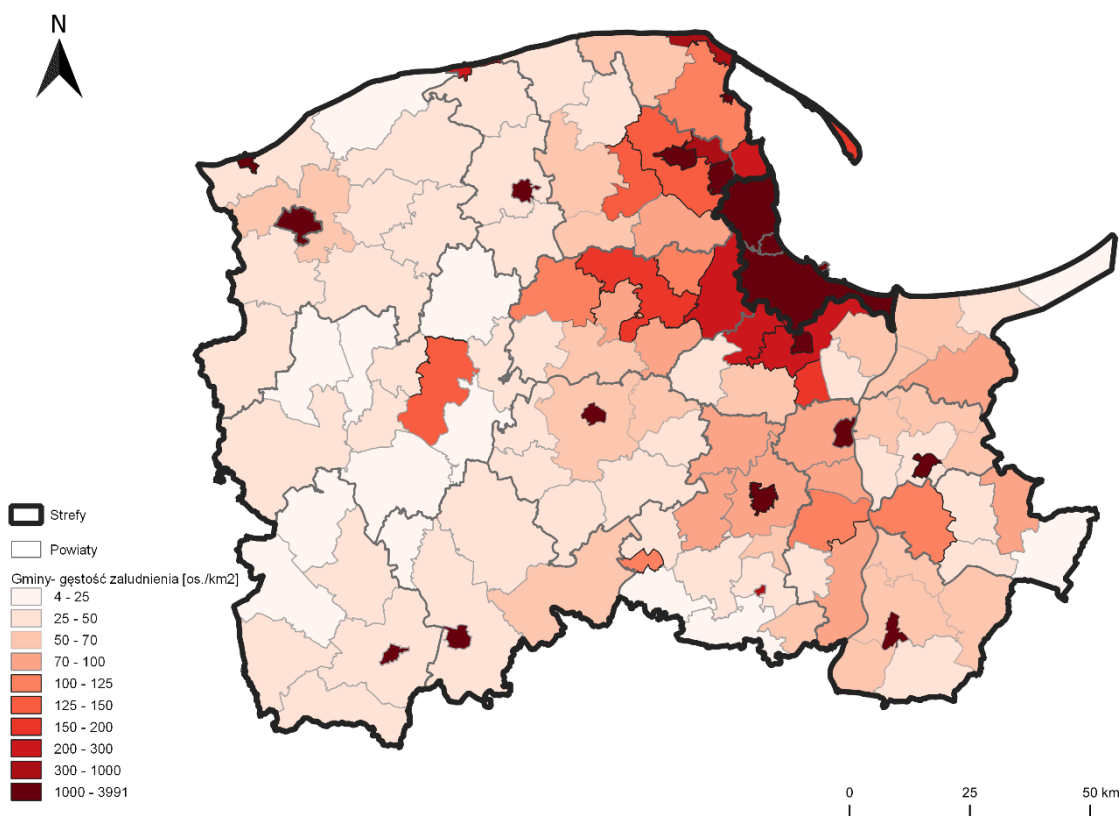 N
Strefy
Powiaty
Gminy- gęstość zaludnienia [os./km2]
4 - 25
25 - 50
50 - 70
70 - 100
100 - 125
125 - 150
150 - 200
200 - 300
300 - 1000
1000 - 3991
0 25 50 km